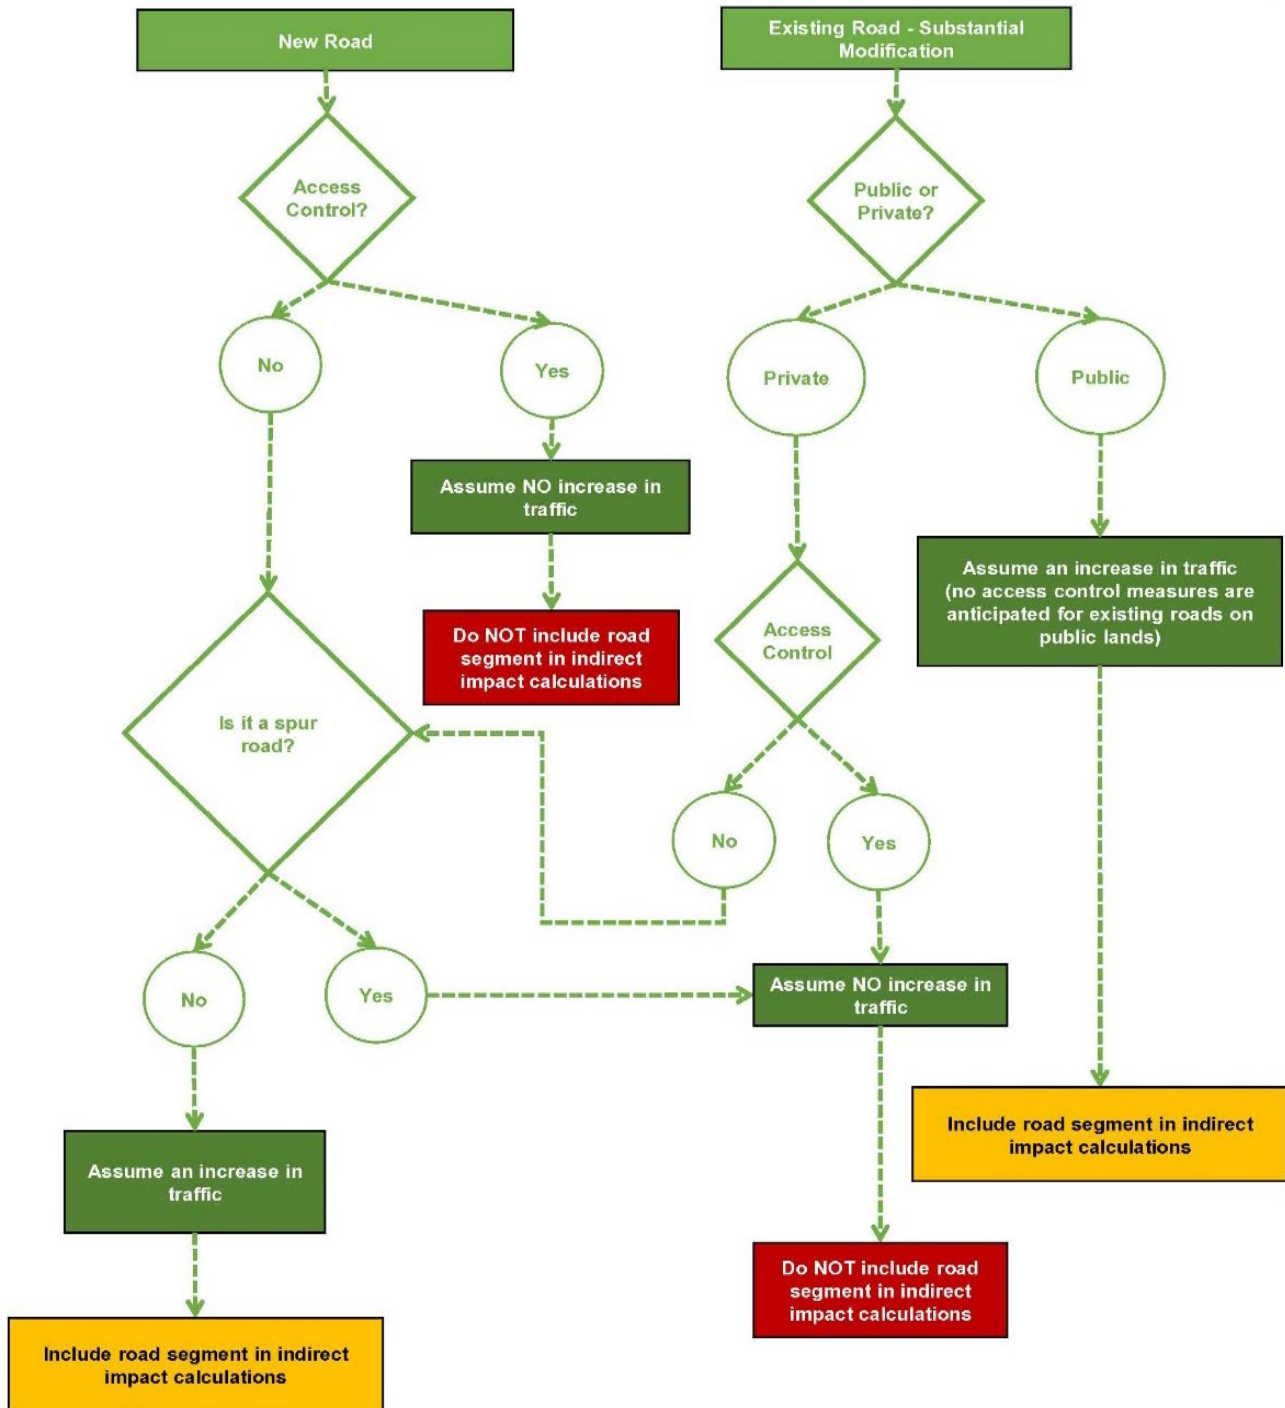 New Road
Existing Road - Substantial
Modification
Access
Control?
Public or
Private?
No
Yes
Private
Public
Assume NO increase in
traffic
Assume an increase in traffic
(no access control measures are
anticipated for existing roads on
public lands)
Do NOT include road
segment in indirect
impact calculations
Access
Control
Is it a spur
road?
No
Yes
No
Yes
Assume NO increase in
traffic
Include road segment in indirect
impact calculations
Assume an increase in
traffic
Do NOT include road
segment in indirect
impact calculations
Include road segment in indirect
impact calculations